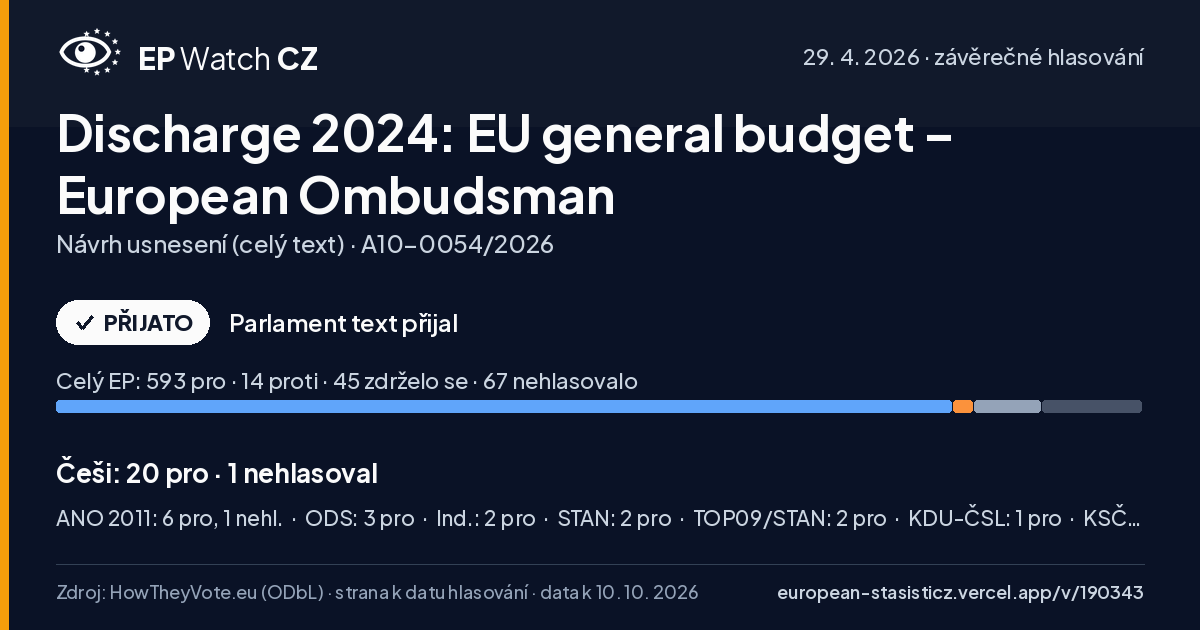 EP Watch CZ
29. 4. 2026 · závěrečné hlasování
Discharge 2024: EU general budget –
European Ombudsman
Návrh usnesení (celý text) · A10-0054/2026
✓ PŘIJATO
Parlament text přijal
Celý EP: 593 pro · 14 proti · 45 zdrželo se · 67 nehlasovalo
Češi: 20 pro · 1 nehlasoval
ANO 2011: 6 pro, 1 nehl. · ODS: 3 pro · Ind.: 2 pro · STAN: 2 pro · TOP09/STAN: 2 pro · KDU-ČSL: 1 pro · KSČ…
Zdroj: HowTheyVote.eu (ODbL) · strana k datu hlasování · data k 10. 10. 2026
european-stasisticz.vercel.app/v/190343